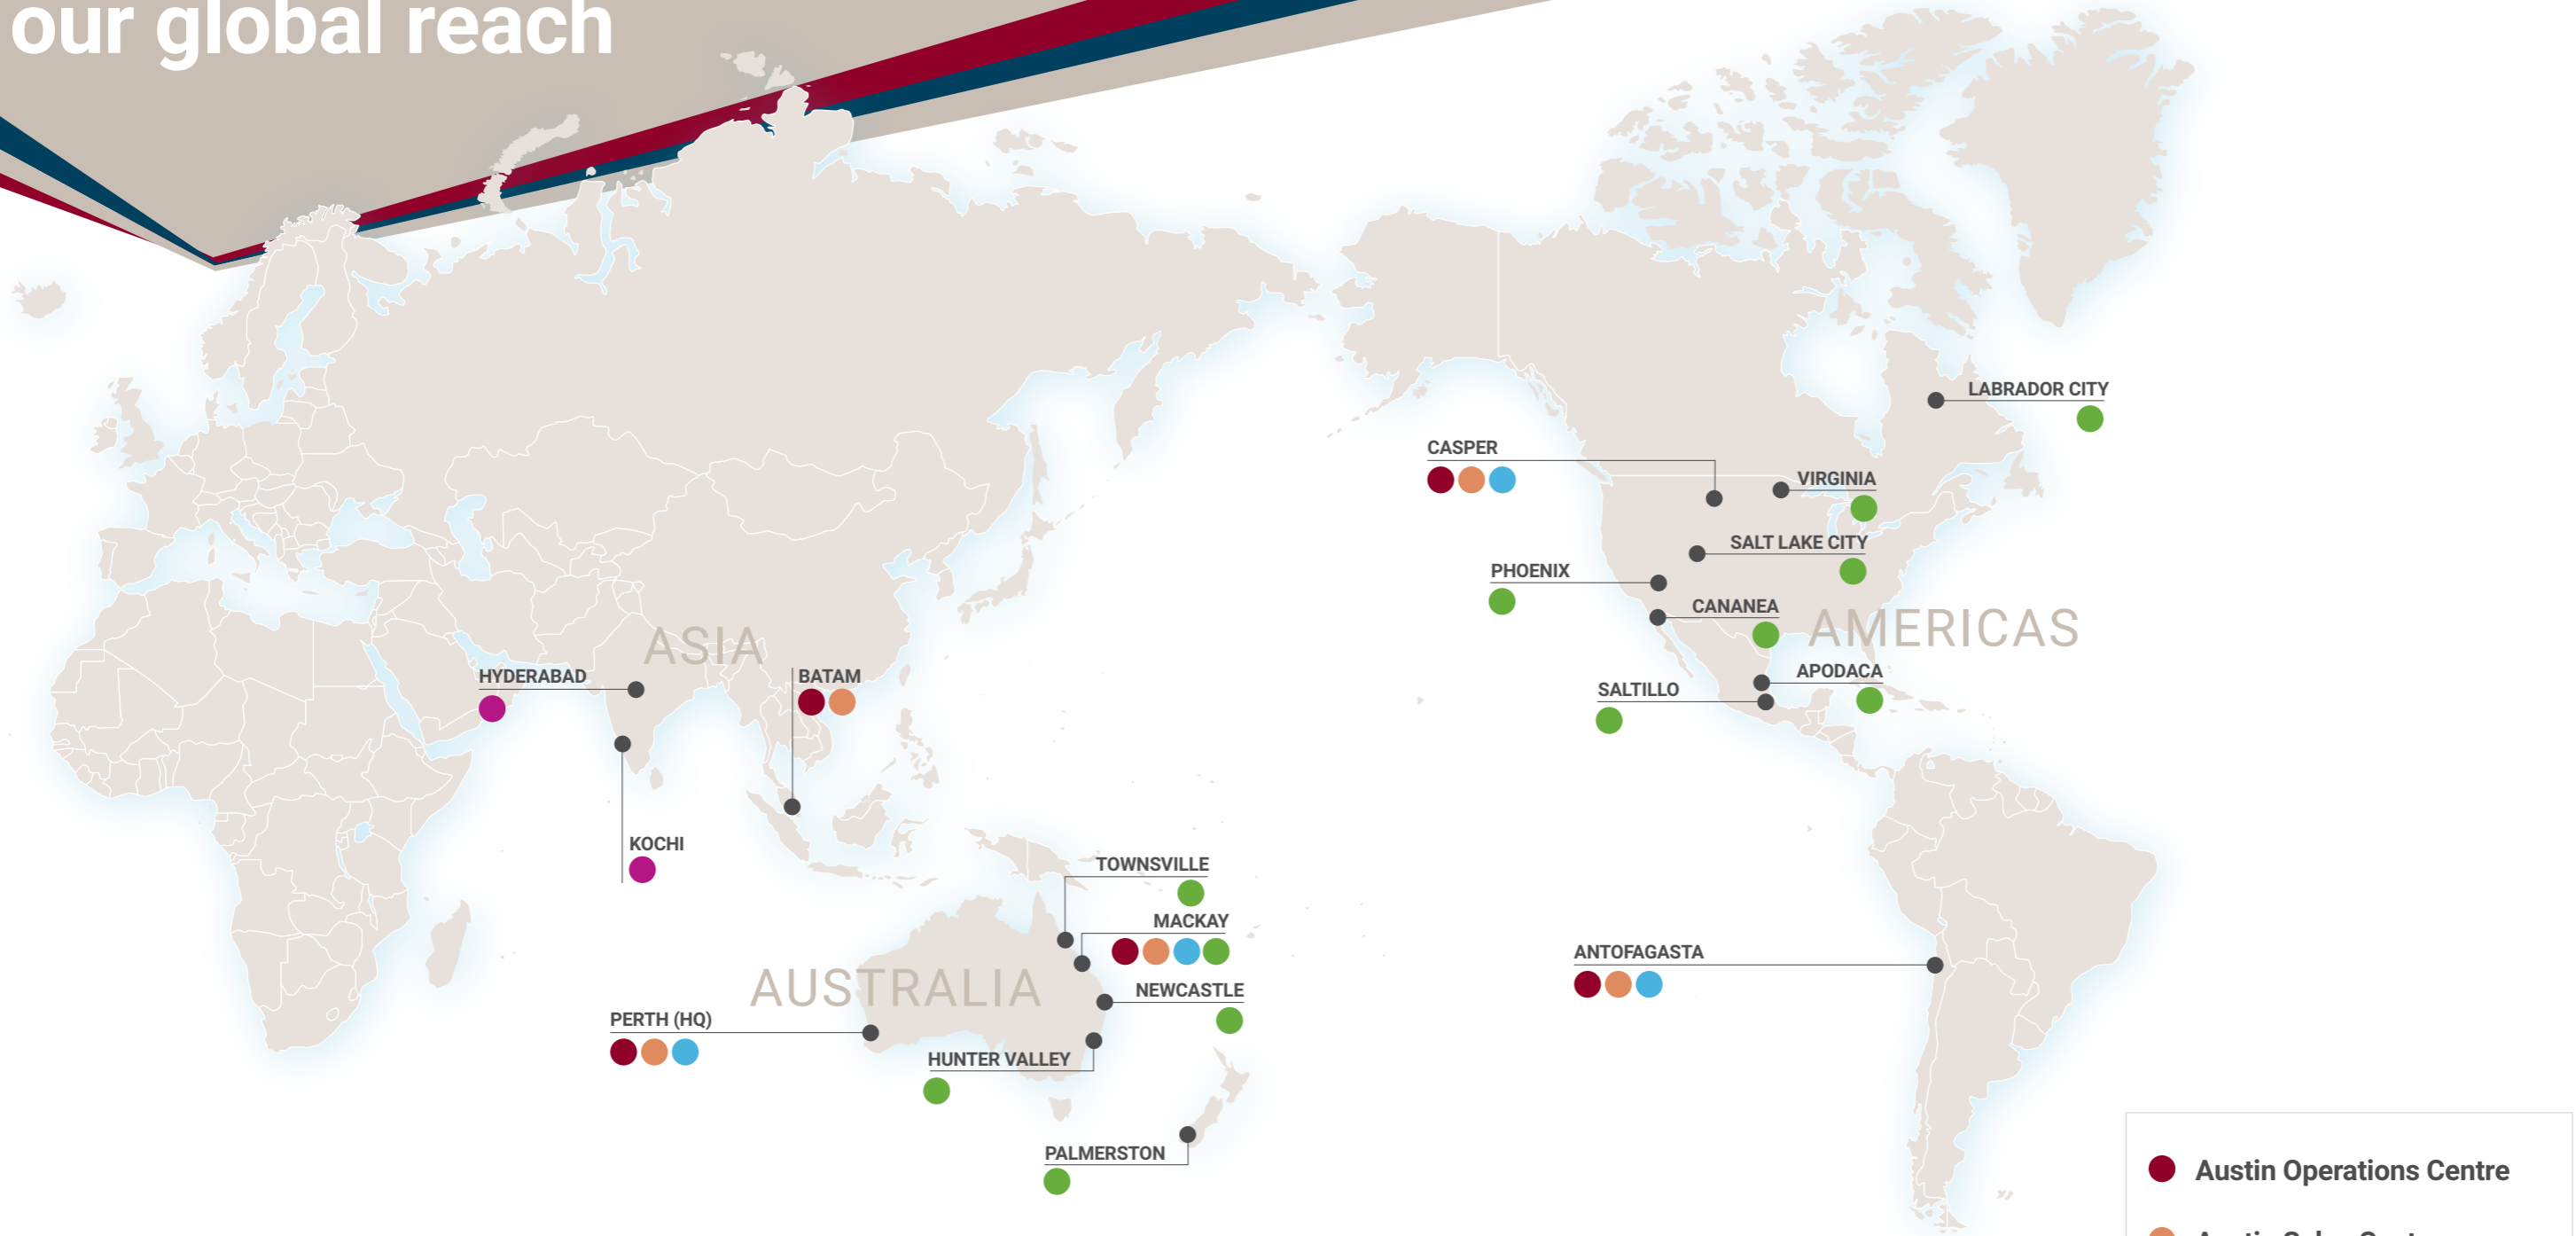 our global reach
LABRADOR CITY
CASPER
VIRGINIA
SALT LAKE CITY
PHOENIX
CANANEA
AMERICAS
ASIA
HYDERABAD
BATAM
APODACA
SALTILLO
KOCHI
TOWNSVILLE
MACKAY
ANTOFAGASTA
AUSTRALIA
NEWCASTLE
PERTH (HQ)
HUNTER VALLEY
PALMERSTON
Austin Operations Centre